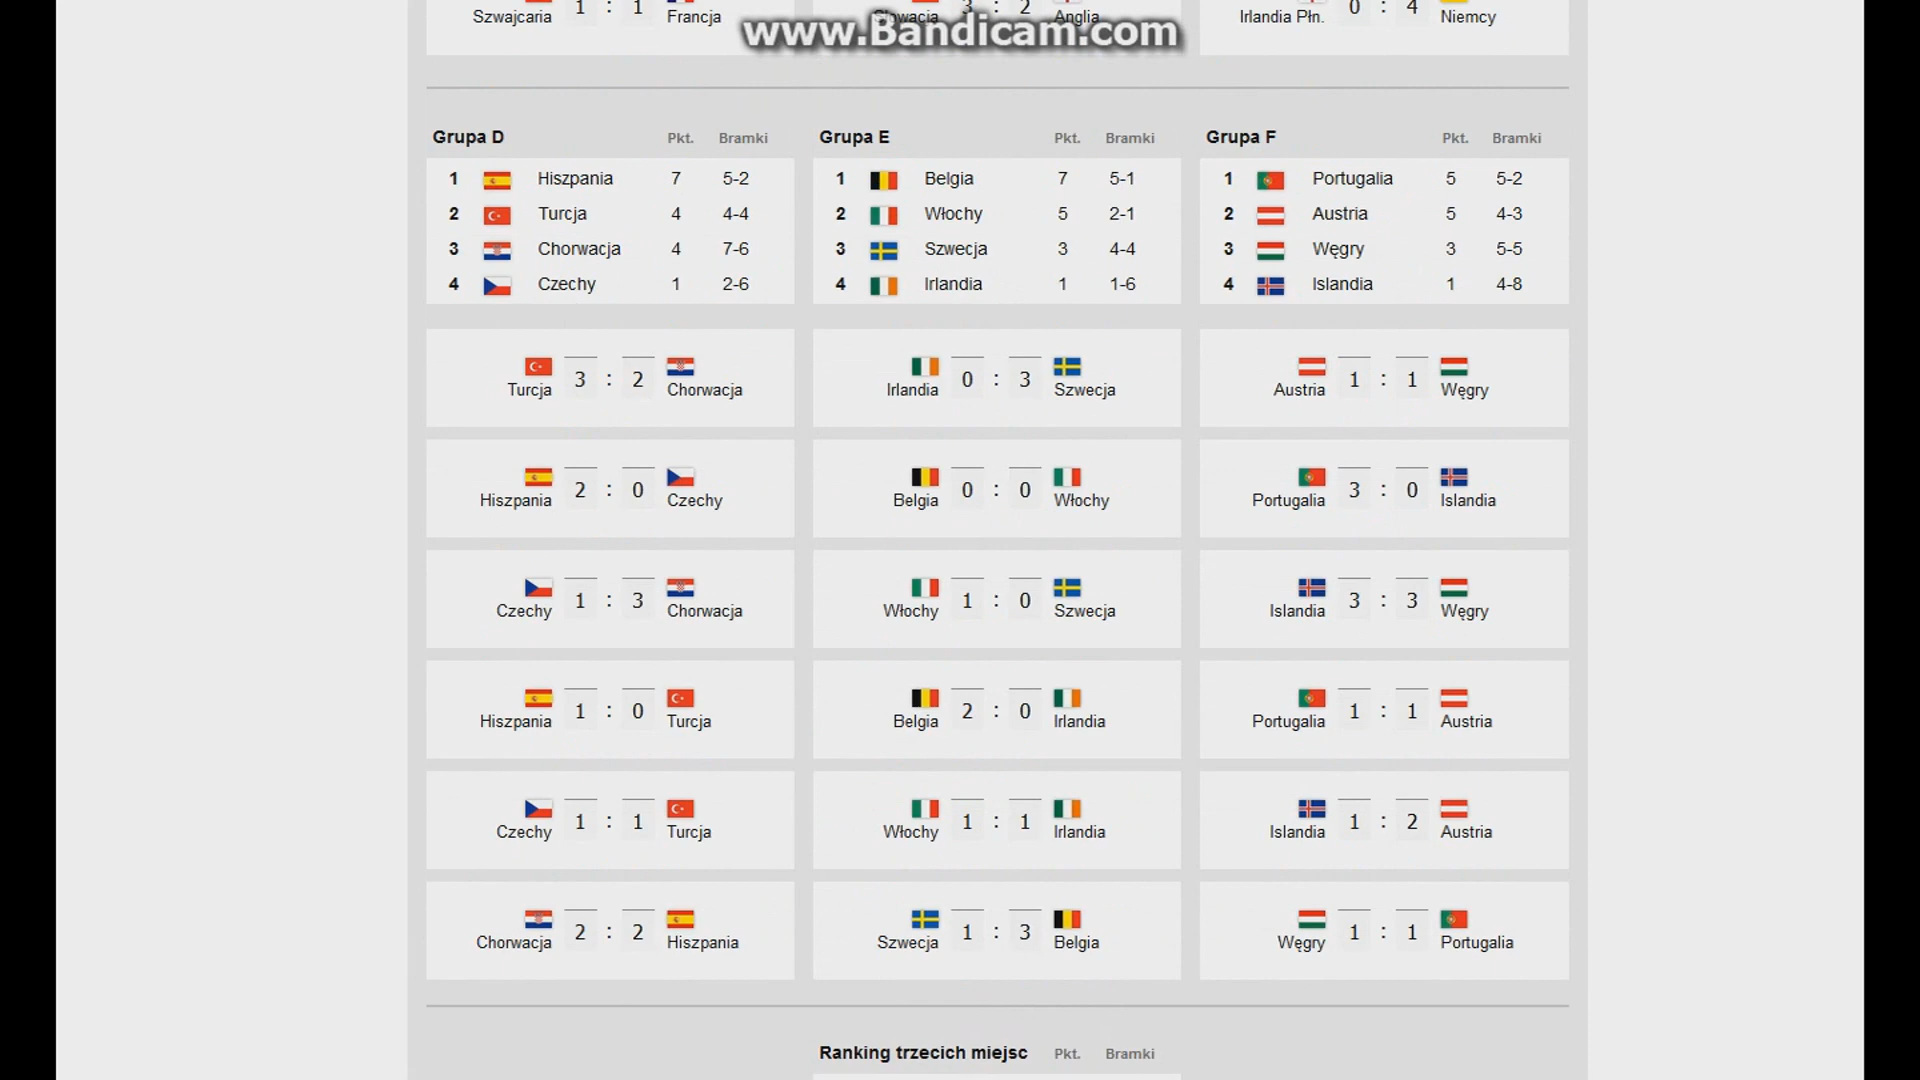 Szwajcaria 1 : 1 Francja
Słowacja 3 : 2 Anglia
Irlandia Płn. 0 : 4 Niemcy
www.Bandicam.com
Grupa D Pkt. Bramki
1 Hiszpania 7 5-2
2 Turcja 4 4-4
3 Chorwacja 4 7-6
4 Czechy 1 2-6
Turcja 3 : 2 Chorwacja
Hiszpania 2 : 0 Czechy
Czechy 1 : 3 Chorwacja
Hiszpania 1 : 0 Turcja
Czechy 1 : 1 Turcja
Chorwacja 2 : 2 Hiszpania
Grupa E Pkt. Bramki
1 Belgia 7 5-1
2 Włochy 5 2-1
3 Szwecja 3 4-4
4 Irlandia 1 1-6
Irlandia 0 : 3 Szwecja
Belgia 0 : 0 Włochy
Włochy 1 : 0 Szwecja
Belgia 2 : 0 Irlandia
Włochy 1 : 1 Irlandia
Szwecja 1 : 3 Belgia
Grupa F Pkt. Bramki
1 Portugalia 5 5-2
2 Austria 5 4-3
3 Węgry 3 5-5
4 Islandia 1 4-8
Austria 1 : 1 Węgry
Portugalia 3 : 0 Islandia
Islandia 3 : 3 Węgry
Portugalia 1 : 1 Austria
Islandia 1 : 2 Austria
Węgry 1 : 1 Portugalia
Ranking trzecich miejsc Pkt. Bramki